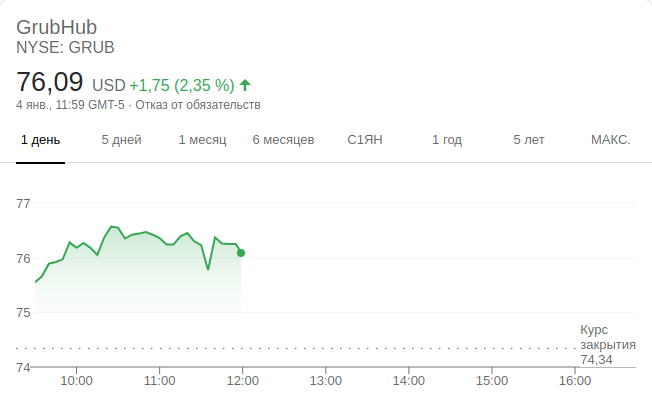 GrubHub
NYSE: GRUB
76,09 USD +1,75 (2,35 %)
4 янв., 11:59 GMT-5 · Отказ от обязательств
1 день 5 дней 1 месяц 6 месяцев С1ЯН 1 год 5 лет МАКС.
77
76
75
Курс
закрытия
74,34
74
10:00 11:00 12:00 13:00 14:00 15:00 16:00